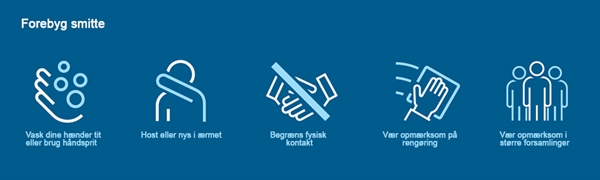 Forebyg smitte
Vask dine hænder tit
eller brug håndsprit
Host eller nys i ærmet
Begræns fysisk
kontakt
Vær opmærksom på
rengøring
Vær opmærksom i
større forsamlinger